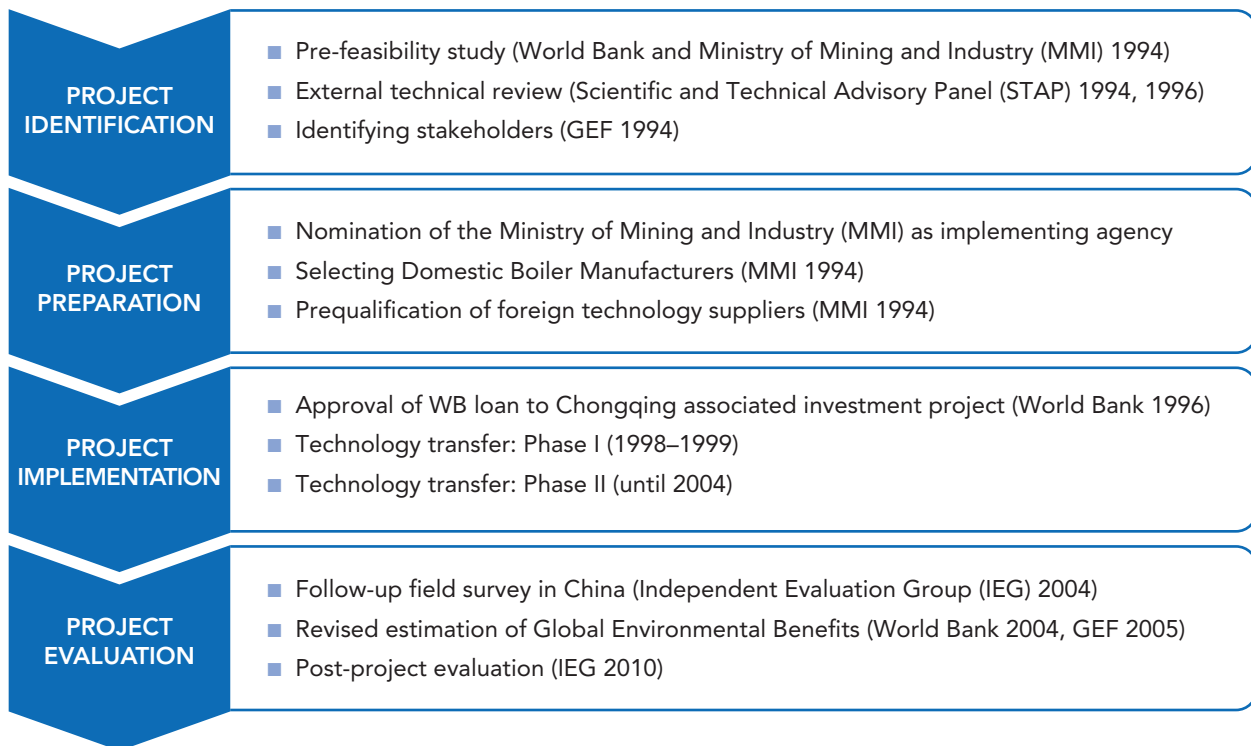 PROJECT
IDENTIFICATION
■ Pre-feasibility study (World Bank and Ministry of Mining and Industry (MMI) 1994)
■ External technical review (Scientific and Technical Advisory Panel (STAP) 1994, 1996)
■ Identifying stakeholders (GEF 1994)
PROJECT
PREPARATION
■ Nomination of the Ministry of Mining and Industry (MMI) as implementing agency
■ Selecting Domestic Boiler Manufacturers (MMI 1994)
■ Prequalification of foreign technology suppliers (MMI 1994)
PROJECT
IMPLEMENTATION
■ Approval of WB loan to Chongqing associated investment project (World Bank 1996)
■ Technology transfer: Phase I (1998–1999)
■ Technology transfer: Phase II (until 2004)
PROJECT
EVALUATION
■ Follow-up field survey in China (Independent Evaluation Group (IEG) 2004)
■ Revised estimation of Global Environmental Benefits (World Bank 2004, GEF 2005)
■ Post-project evaluation (IEG 2010)